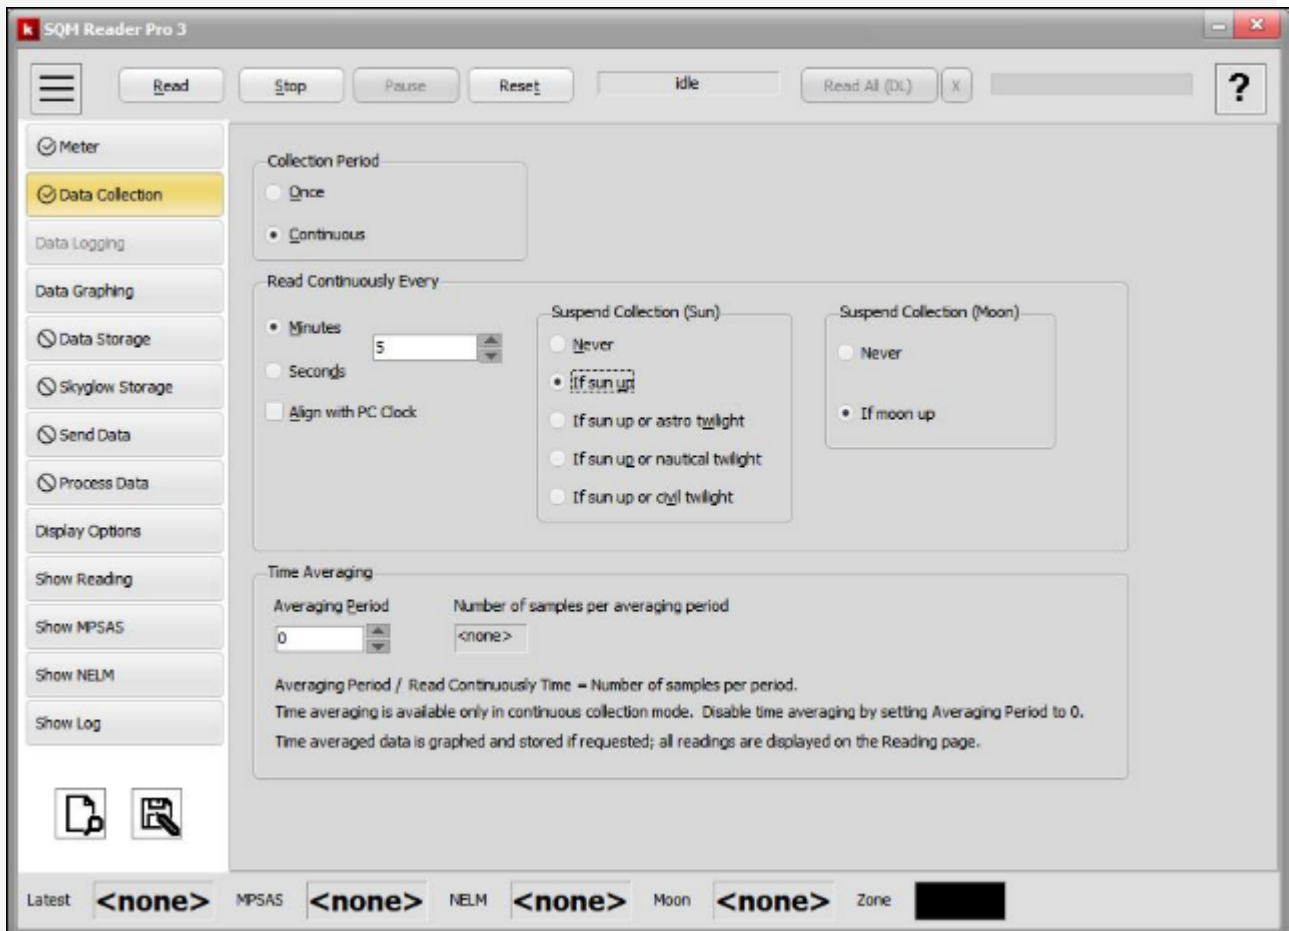 k SQM Reader Pro 3
Read Stop Pause Reset idle Read All (DL) X ?
Meter
Data Collection
Data Logging
Data Graphing
Data Storage
Skyglow Storage
Send Data
Process Data
Display Options
Show Reading
Show MPSAS
Show NELM
Show Log
Collection Period
Once
Continuous
Read Continuously Every
Minutes
5
Seconds
Align with PC Clock
Suspend Collection (Sun)
Never
If sun up
If sun up or astro twilight
If sun up or nautical twilight
If sun up or civil twilight
Suspend Collection (Moon)
Never
If moon up
Time Averaging
Averaging Period Number of samples per averaging period
0 <none>
Averaging Period / Read Continuously Time = Number of samples per period.
Time averaging is available only in continuous collection mode. Disable time averaging by setting Averaging Period to 0.
Time averaged data is graphed and stored if requested; all readings are displayed on the Reading page.
Latest <none> MPSAS <none> NELM <none> Moon <none> Zone